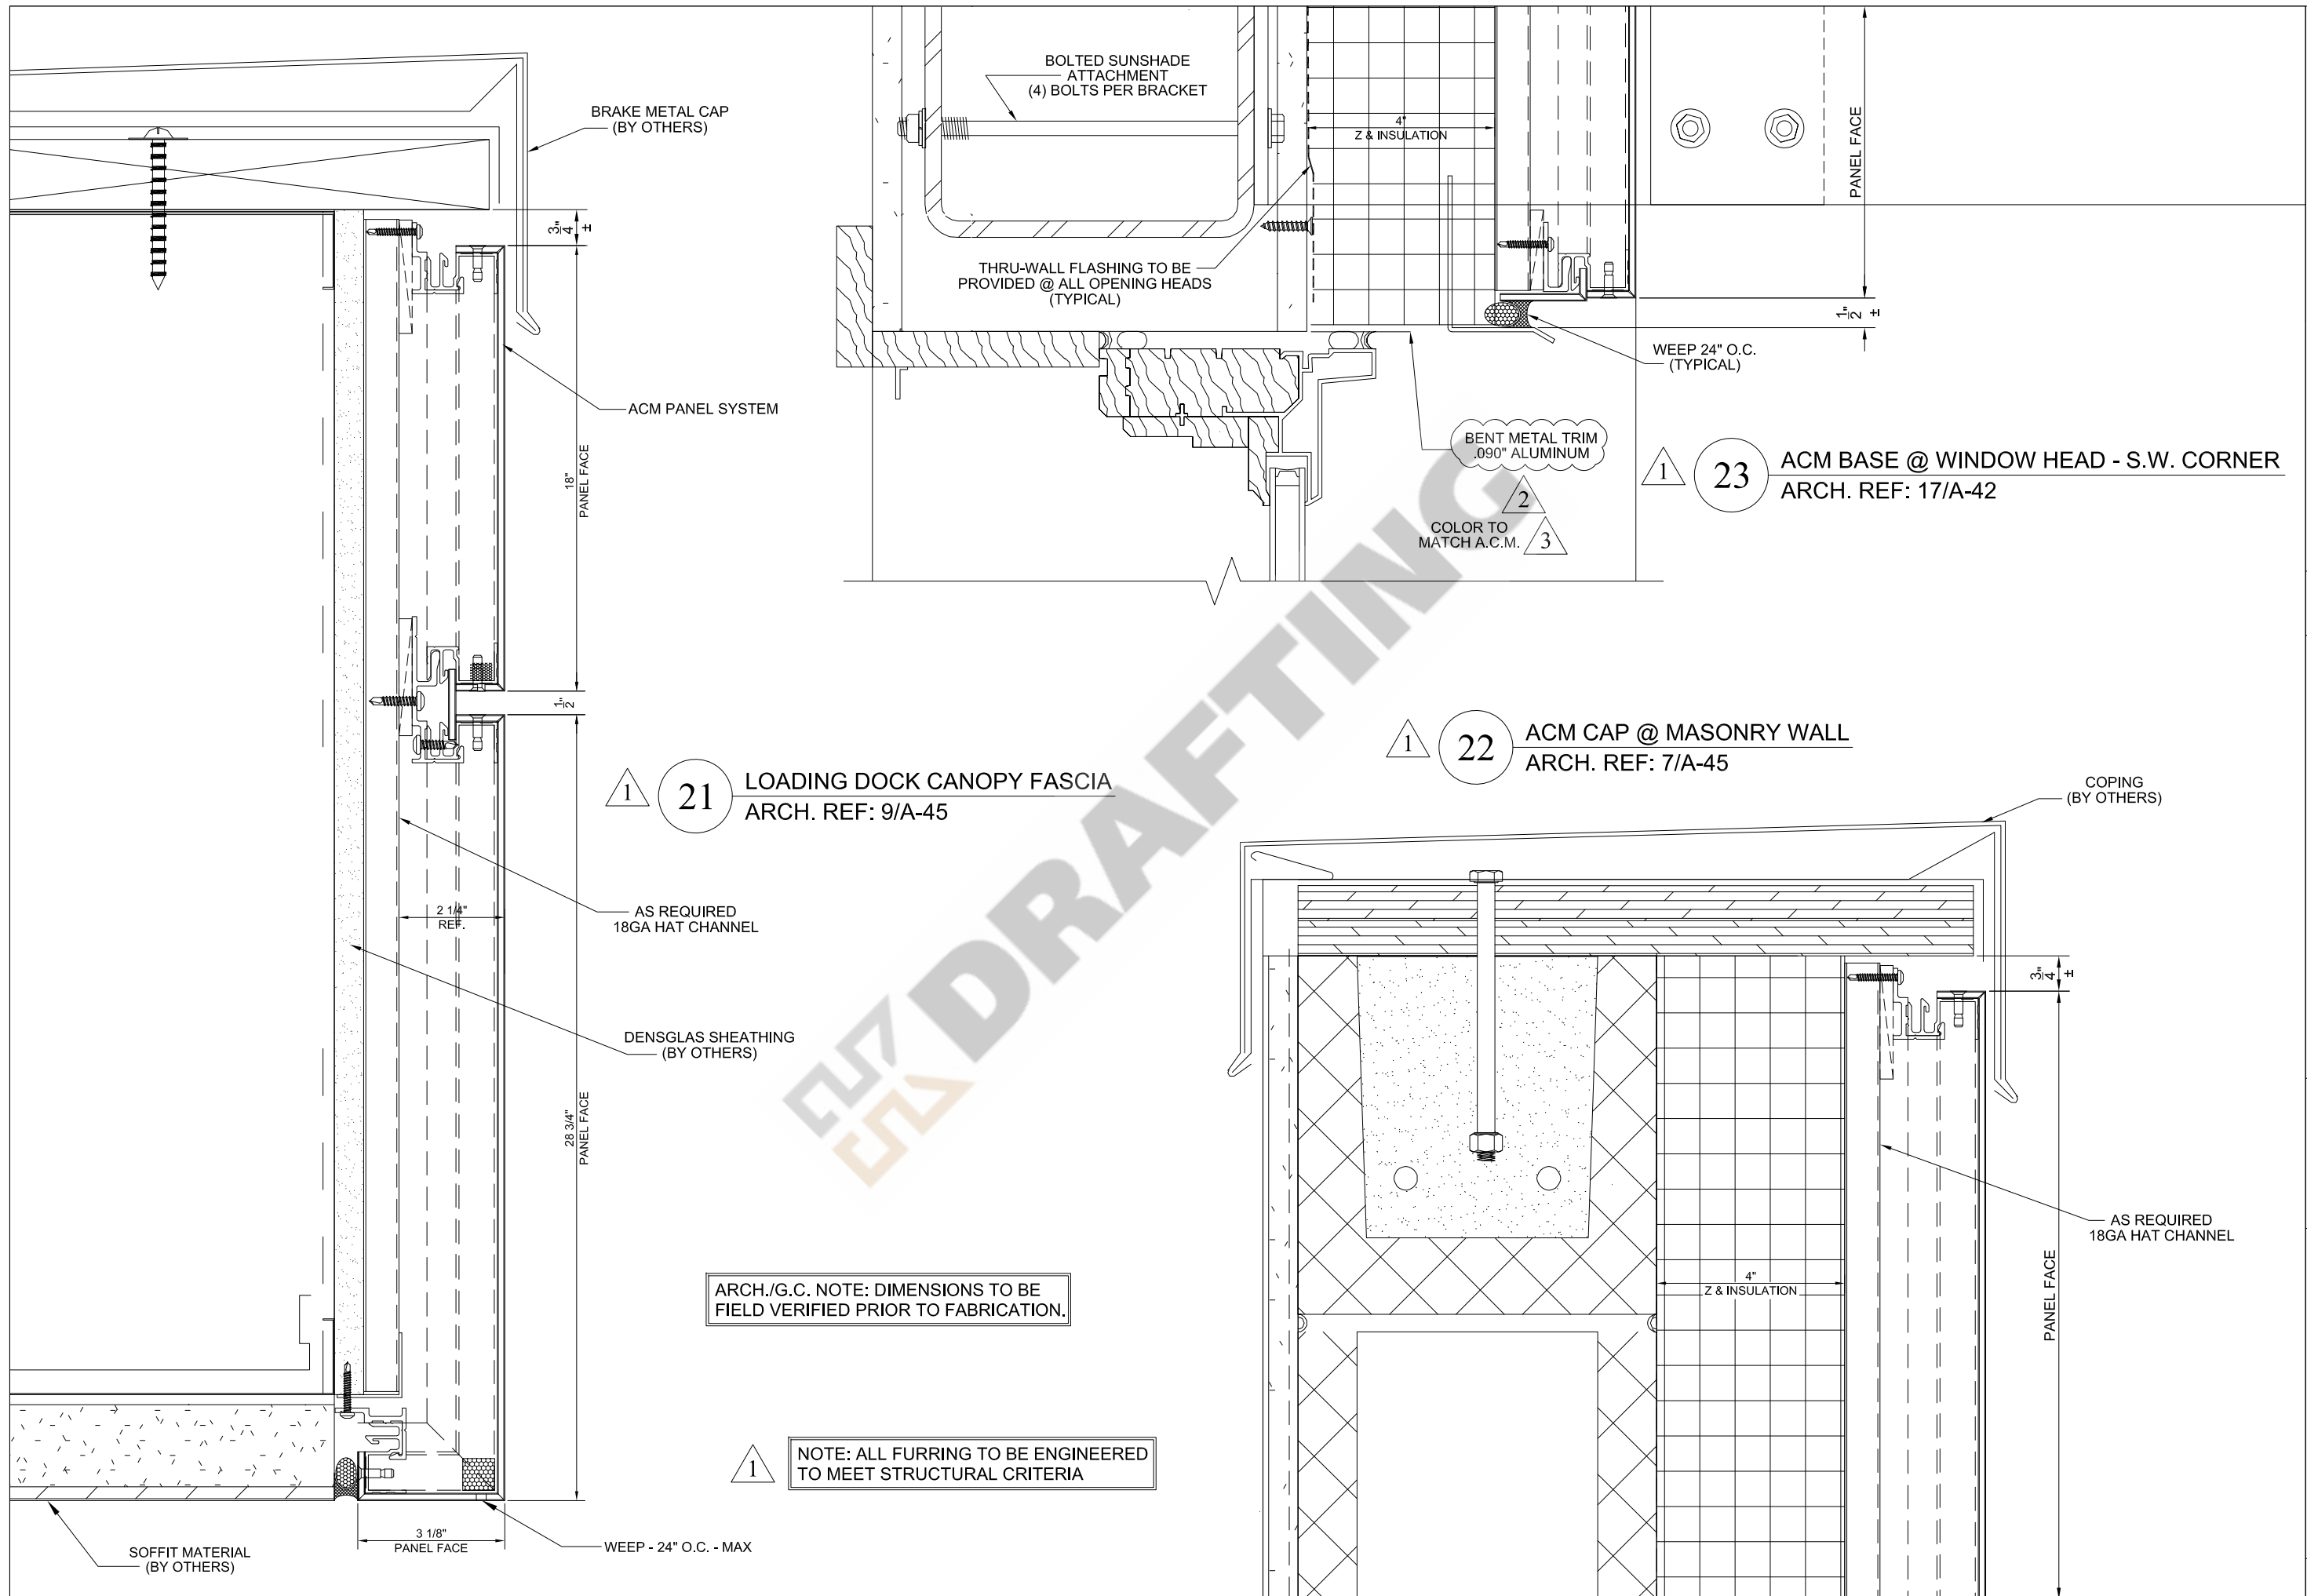 BRAKE METAL CAP
(BY OTHERS)
3/4"
±
18"
PANEL FACE
ACM PANEL SYSTEM
1/2"
1
21
LOADING DOCK CANOPY FASCIA
ARCH. REF: 9/A-45
2 1/4"
REF.
AS REQUIRED
18GA HAT CHANNEL
DENSGLAS SHEATHING
(BY OTHERS)
28 3/4"
PANEL FACE
3 1/8"
PANEL FACE
WEEP - 24" O.C. - MAX
SOFFIT MATERIAL
(BY OTHERS)
BOLTED SUNSHADE
ATTACHMENT
(4) BOLTS PER BRACKET
4"
Z & INSULATION
THRU-WALL FLASHING TO BE
PROVIDED @ ALL OPENING HEADS
(TYPICAL)
PANEL FACE
1/2"
±
WEEP 24" O.C.
(TYPICAL)
BENT METAL TRIM
.090" ALUMINUM
2
COLOR TO
MATCH A.C.M.
3
1
23
ACM BASE @ WINDOW HEAD - S.W. CORNER
ARCH. REF: 17/A-42
1
22
ACM CAP @ MASONRY WALL
ARCH. REF: 7/A-45
COPING
(BY OTHERS)
3/4"
±
AS REQUIRED
18GA HAT CHANNEL
4"
Z & INSULATION
PANEL FACE
ARCH./G.C. NOTE: DIMENSIONS TO BE
FIELD VERIFIED PRIOR TO FABRICATION.
1
NOTE: ALL FURRING TO BE ENGINEERED
TO MEET STRUCTURAL CRITERIA
DRAFTING